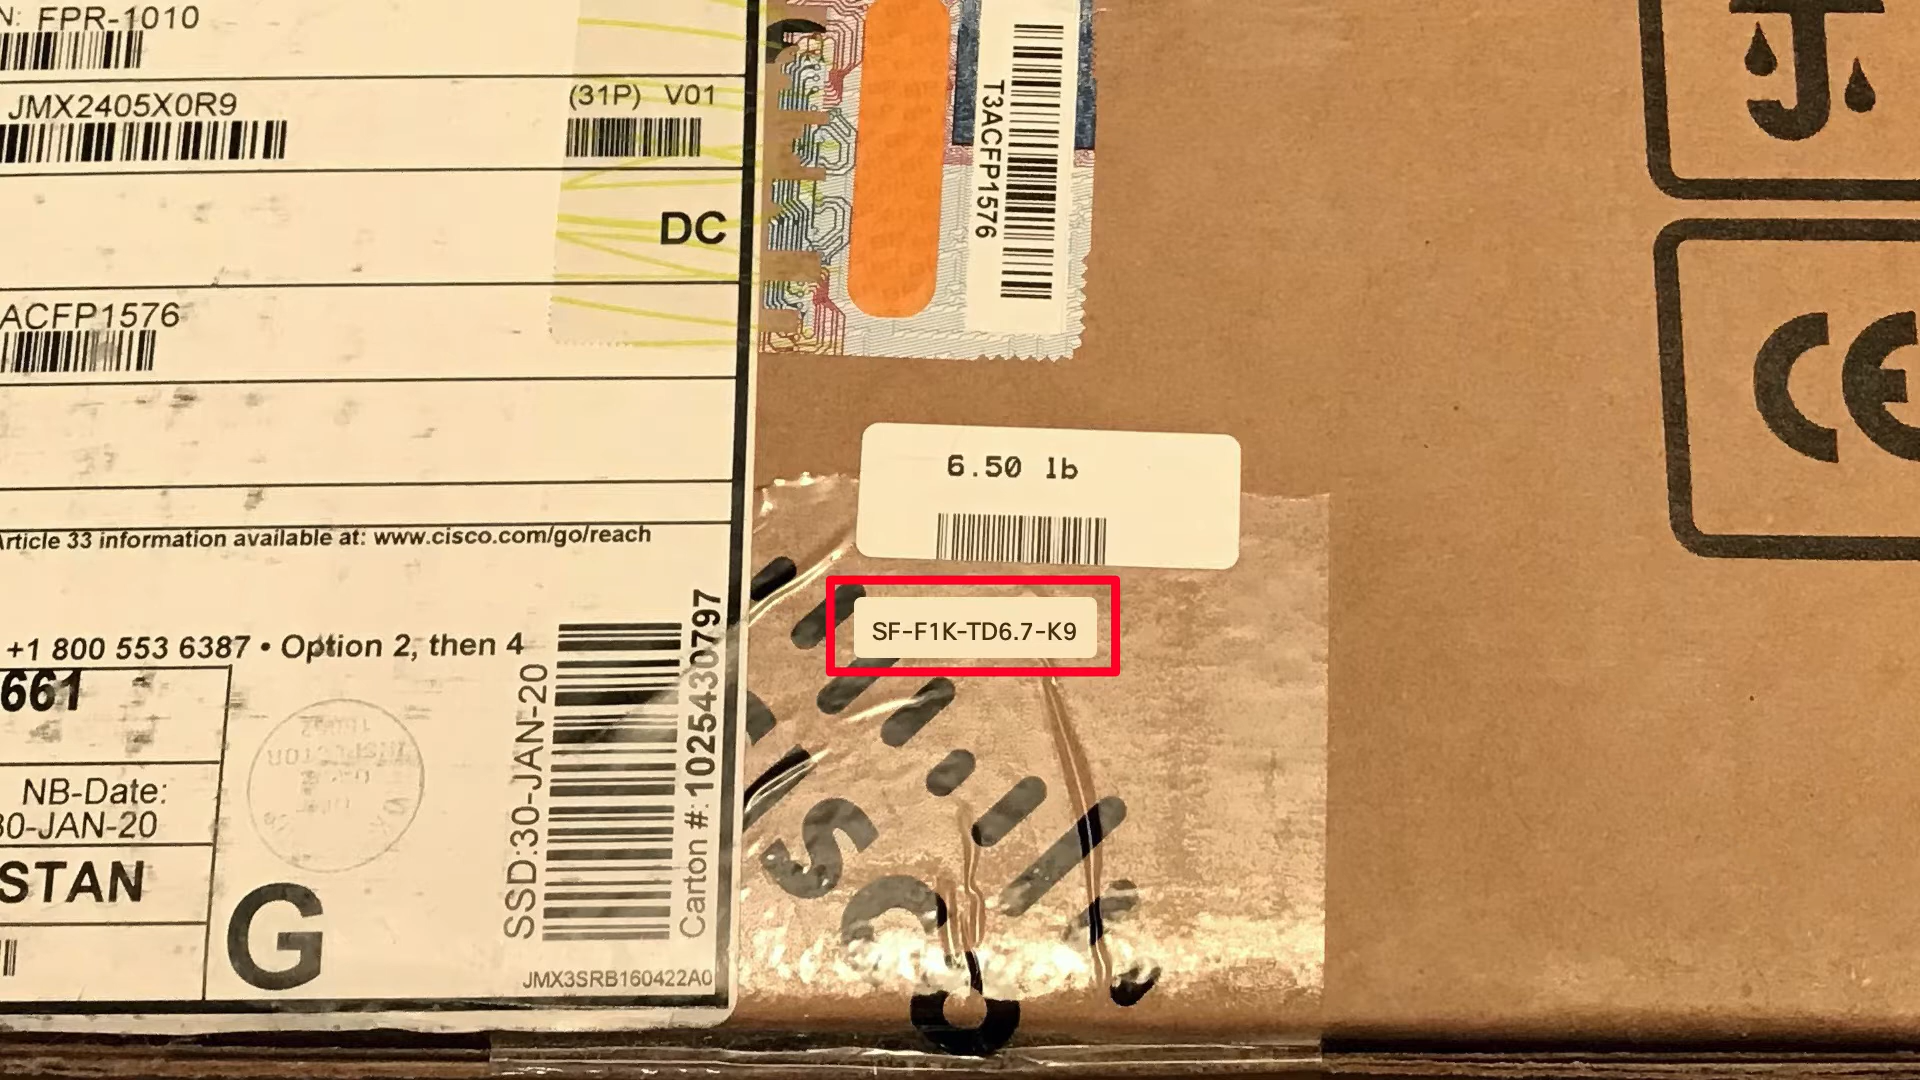 N: FPR-1010
JMX2405X0R9
(31P) V01
DC
ACFP1576
T3ACFP1576
6.50 lb
Article 33 information available at: www.cisco.com/go/reach
SF-F1K-TD6.7-K9
+1 800 553 6387 • Option 2, then 4
661
NB-Date:
30-JAN-20
STAN
G
SSD:30-JAN-20
Carton #:1025430797
JMX3SRB160422A0
INSPECTOR
CE